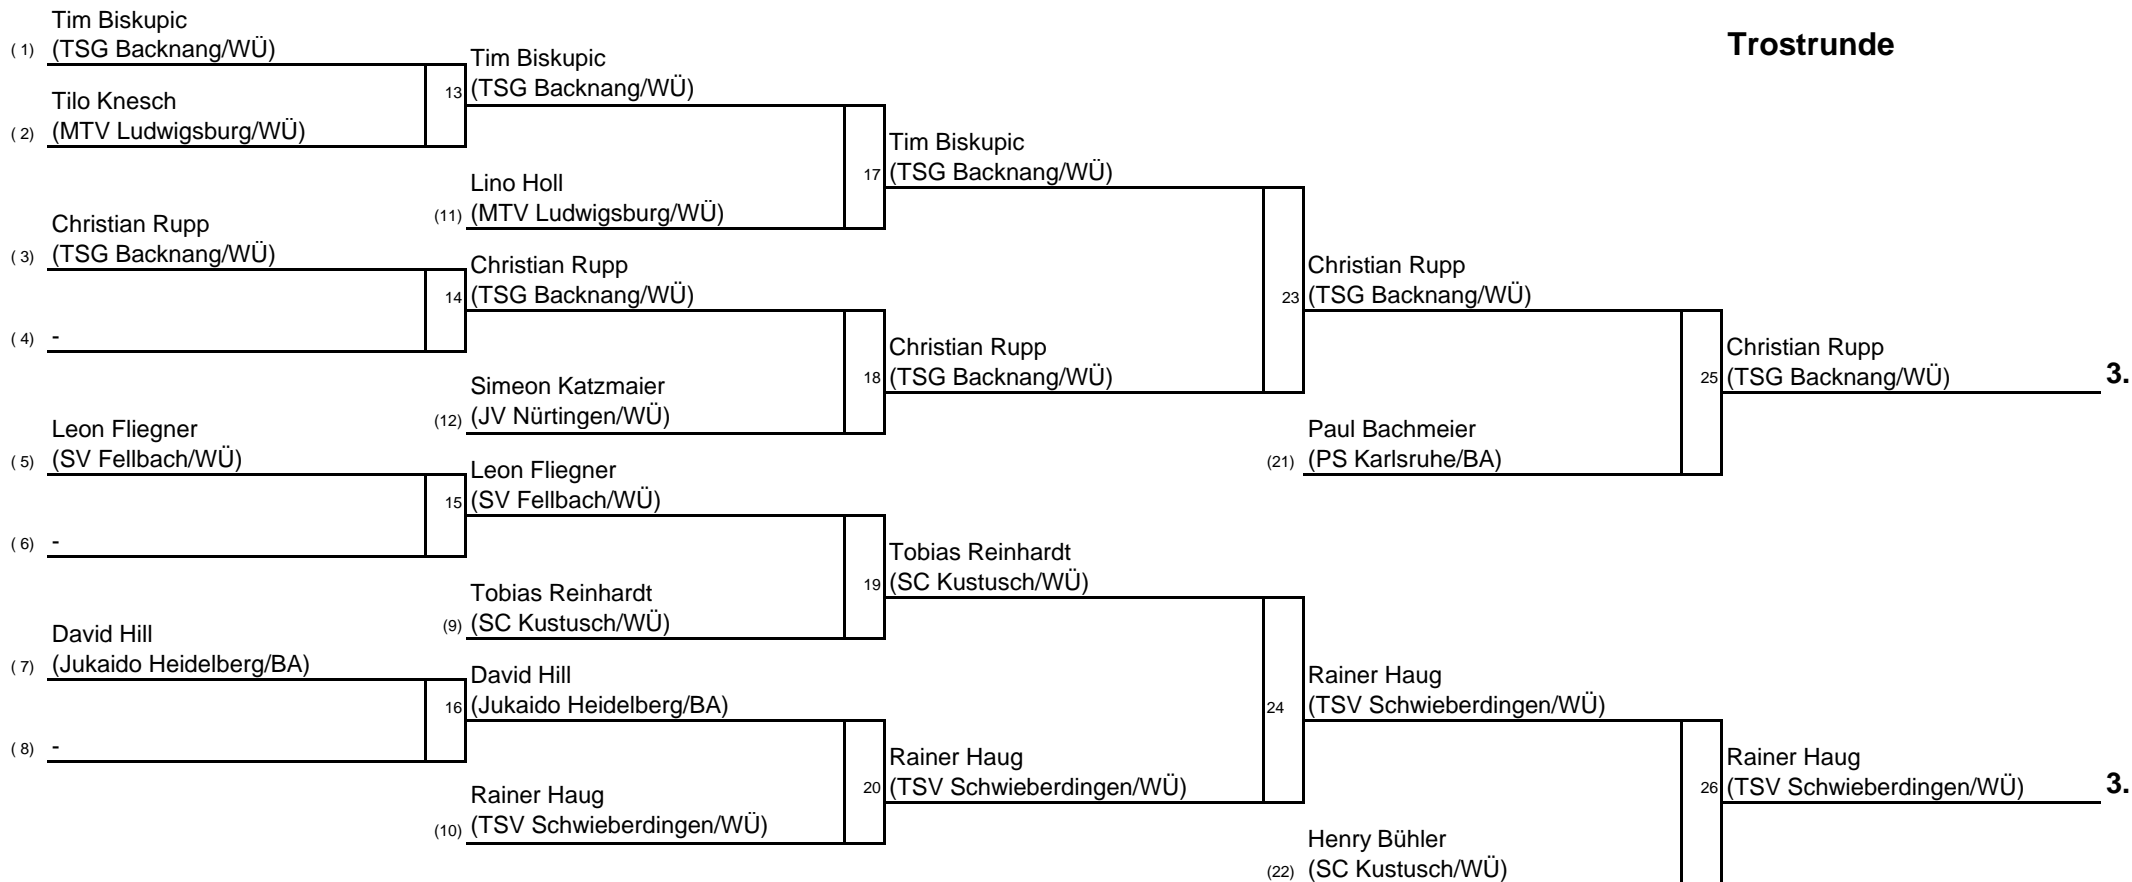 Trostrunde
Tim Biskupic
( 1) (TSG Backnang/WÜ)
Tilo Knesch
( 2) (MTV Ludwigsburg/WÜ)
Christian Rupp
( 3) (TSG Backnang/WÜ)
( 4) -
Leon Fliegner
( 5) (SV Fellbach/WÜ)
( 6) -
David Hill
( 7) (Jukaido Heidelberg/BA)
( 8) -
Tim Biskupic
13 (TSG Backnang/WÜ)
Lino Holl
(11) (MTV Ludwigsburg/WÜ)
Christian Rupp
14 (TSG Backnang/WÜ)
Simeon Katzmaier
(12) (JV Nürtingen/WÜ)
Leon Fliegner
15 (SV Fellbach/WÜ)
Tobias Reinhardt
(9) (SC Kustusch/WÜ)
David Hill
16 (Jukaido Heidelberg/BA)
Rainer Haug
(10) (TSV Schwieberdingen/WÜ)
Tim Biskupic
17 (TSG Backnang/WÜ)
Christian Rupp
18 (TSG Backnang/WÜ)
Tobias Reinhardt
19 (SC Kustusch/WÜ)
Rainer Haug
20 (TSV Schwieberdingen/WÜ)
Christian Rupp
23 (TSG Backnang/WÜ)
Paul Bachmeier
(21) (PS Karlsruhe/BA)
Rainer Haug
24 (TSV Schwieberdingen/WÜ)
Henry Bühler
(22) (SC Kustusch/WÜ)
Christian Rupp
25 (TSG Backnang/WÜ) 3.
Rainer Haug
26 (TSV Schwieberdingen/WÜ) 3.